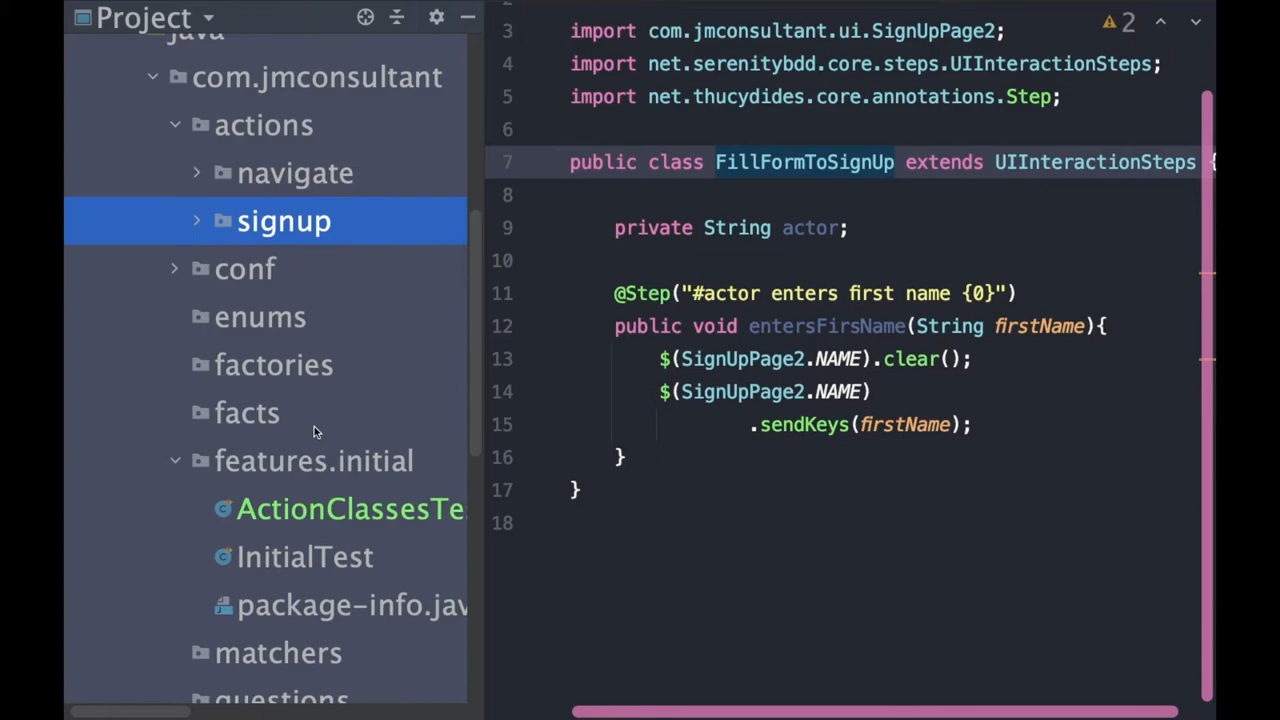 Project
java
com.jmconsultant
actions
navigate
signup
conf
enums
factories
facts
features.initial
ActionClassesTe
InitialTest
package-info.jav
matchers
questions
2
3 import com.jmconsultant.ui.SignUpPage2;
4 import net.serenitybdd.core.steps.UIInteractionSteps;
5 import net.thucydides.core.annotations.Step;
6
7 public class FillFormToSignUp extends UIInteractionSteps {
8
9 private String actor;
10
11 @Step("#actor enters first name {0}")
12 public void entersFirsName(String firstName){
13 $(SignUpPage2.NAME).clear();
14 $(SignUpPage2.NAME)
15 .sendKeys(firstName);
16 }
17 }
18